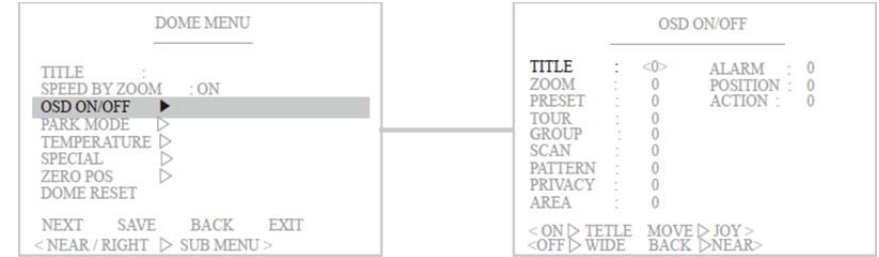 DOME MENU
TITLE :
SPEED BY ZOOM : ON
OSD ON/OFF ▶
PARK MODE ▷
TEMPERATURE ▷
SPECIAL ▷
ZERO POS ▷
DOME RESET
NEXT SAVE BACK EXIT
< NEAR / RIGHT ▷ SUB MENU >
OSD ON/OFF
TITLE : <0> ALARM : 0
ZOOM : 0 POSITION : 0
PRESET : 0 ACTION : 0
TOUR : 0
GROUP : 0
SCAN : 0
PATTERN : 0
PRIVACY : 0
AREA : 0
< ON ▷ TETLE MOVE ▷ JOY >
<OFF ▷ WIDE BACK ▷NEAR>